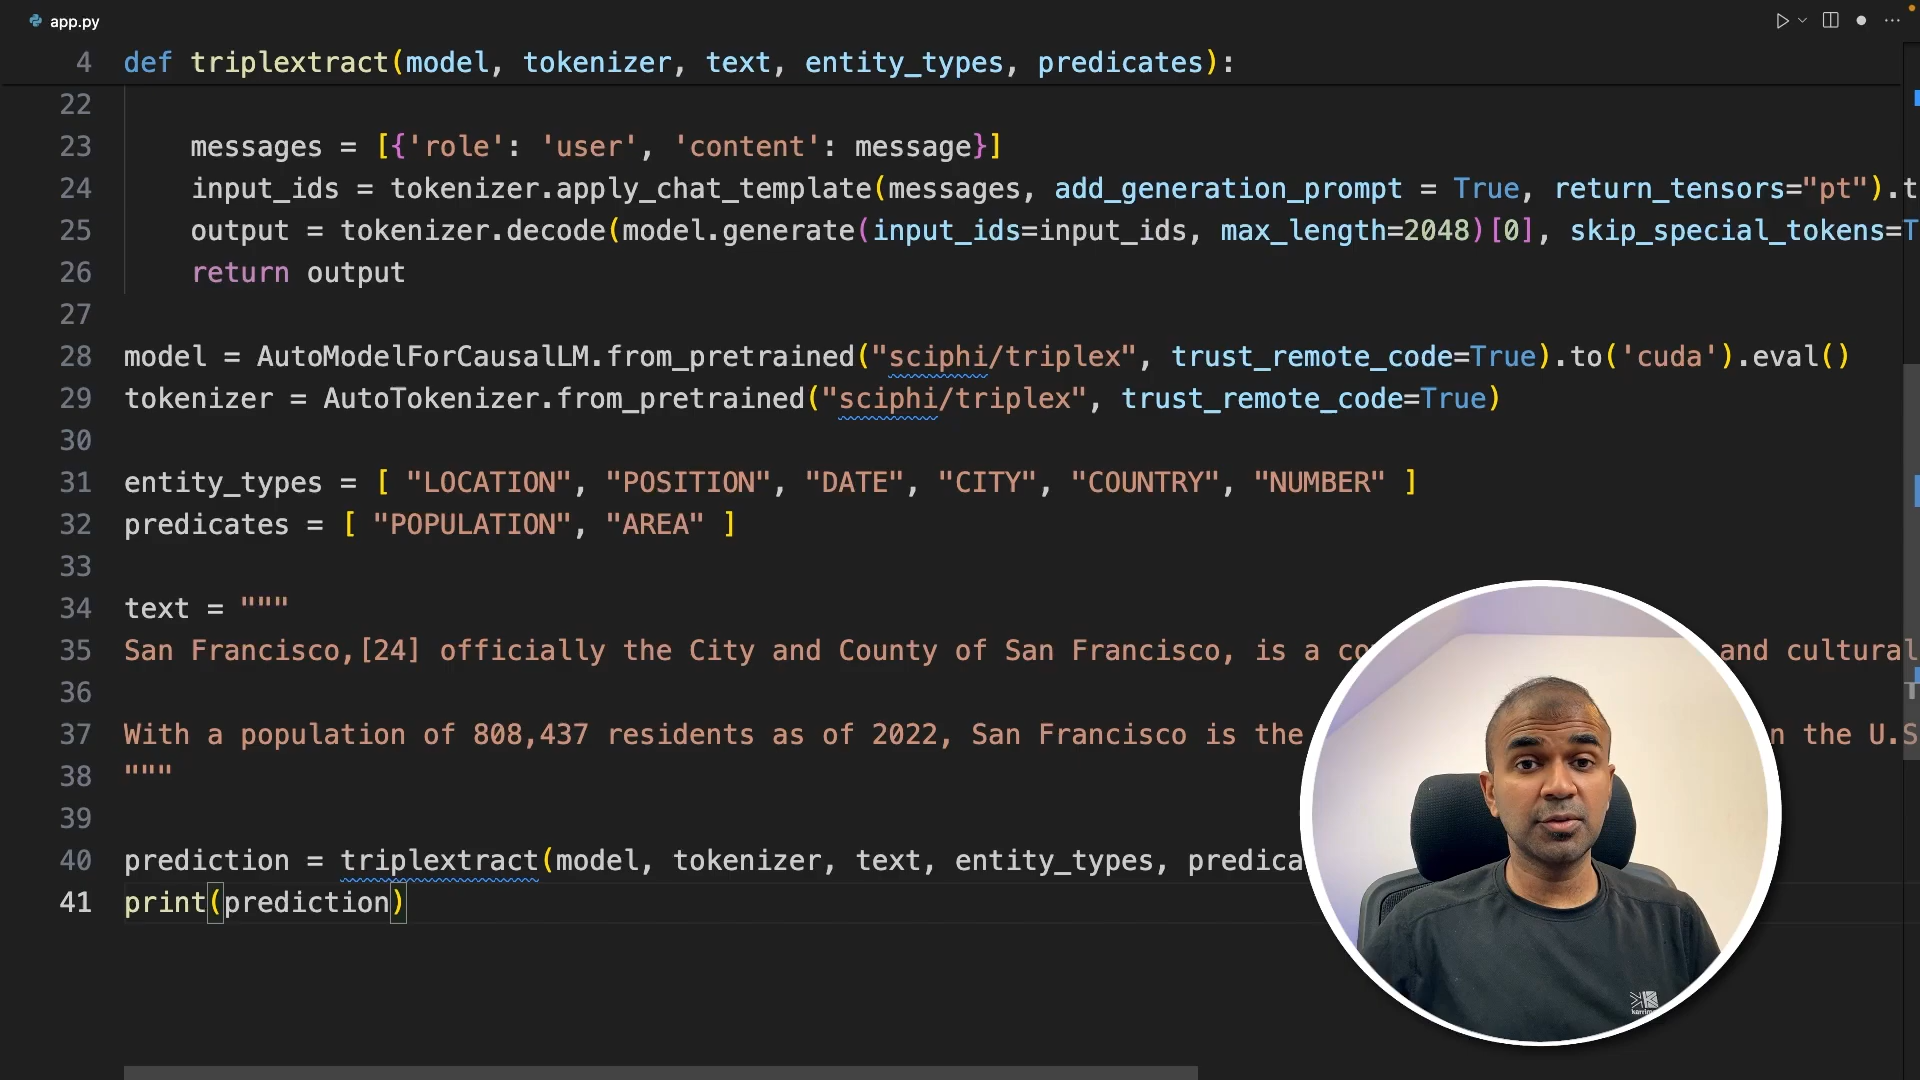 app.py
4 def triplextract(model, tokenizer, text, entity_types, predicates):
22
23 messages = [{'role': 'user', 'content': message}]
24 input_ids = tokenizer.apply_chat_template(messages, add_generation_prompt = True, return_tensors="pt").t
25 output = tokenizer.decode(model.generate(input_ids=input_ids, max_length=2048)[0], skip_special_tokens=T
26 return output
27
28 model = AutoModelForCausalLM.from_pretrained("sciphi/triplex", trust_remote_code=True).to('cuda').eval()
29 tokenizer = AutoTokenizer.from_pretrained("sciphi/triplex", trust_remote_code=True)
30
31 entity_types = [ "LOCATION", "POSITION", "DATE", "CITY", "COUNTRY", "NUMBER" ]
32 predicates = [ "POPULATION", "AREA" ]
33
34 text = """
35 San Francisco,[24] officially the City and County of San Francisco, is a co and cultural
36
37 With a population of 808,437 residents as of 2022, San Francisco is the n the U.S
38 """
39
40 prediction = triplextract(model, tokenizer, text, entity_types, predica
41 print(prediction)